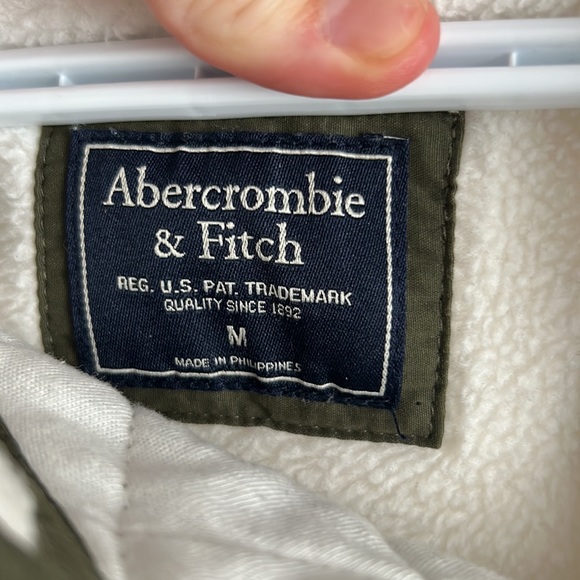 Abercrombie
& Fitch
REG. U.S. PAT. TRADEMARK
QUALITY SINCE 1892
M
MADE IN PHILIPPINES